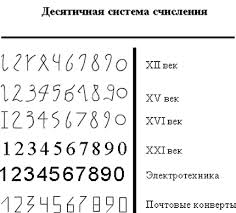 Десятичная система счисления
1234567890 XII век
1234567890 XV век
1234567890 XVI век
1234567890 XXI век
1234567890 Электротехника
1234567890 Почтовые конверты